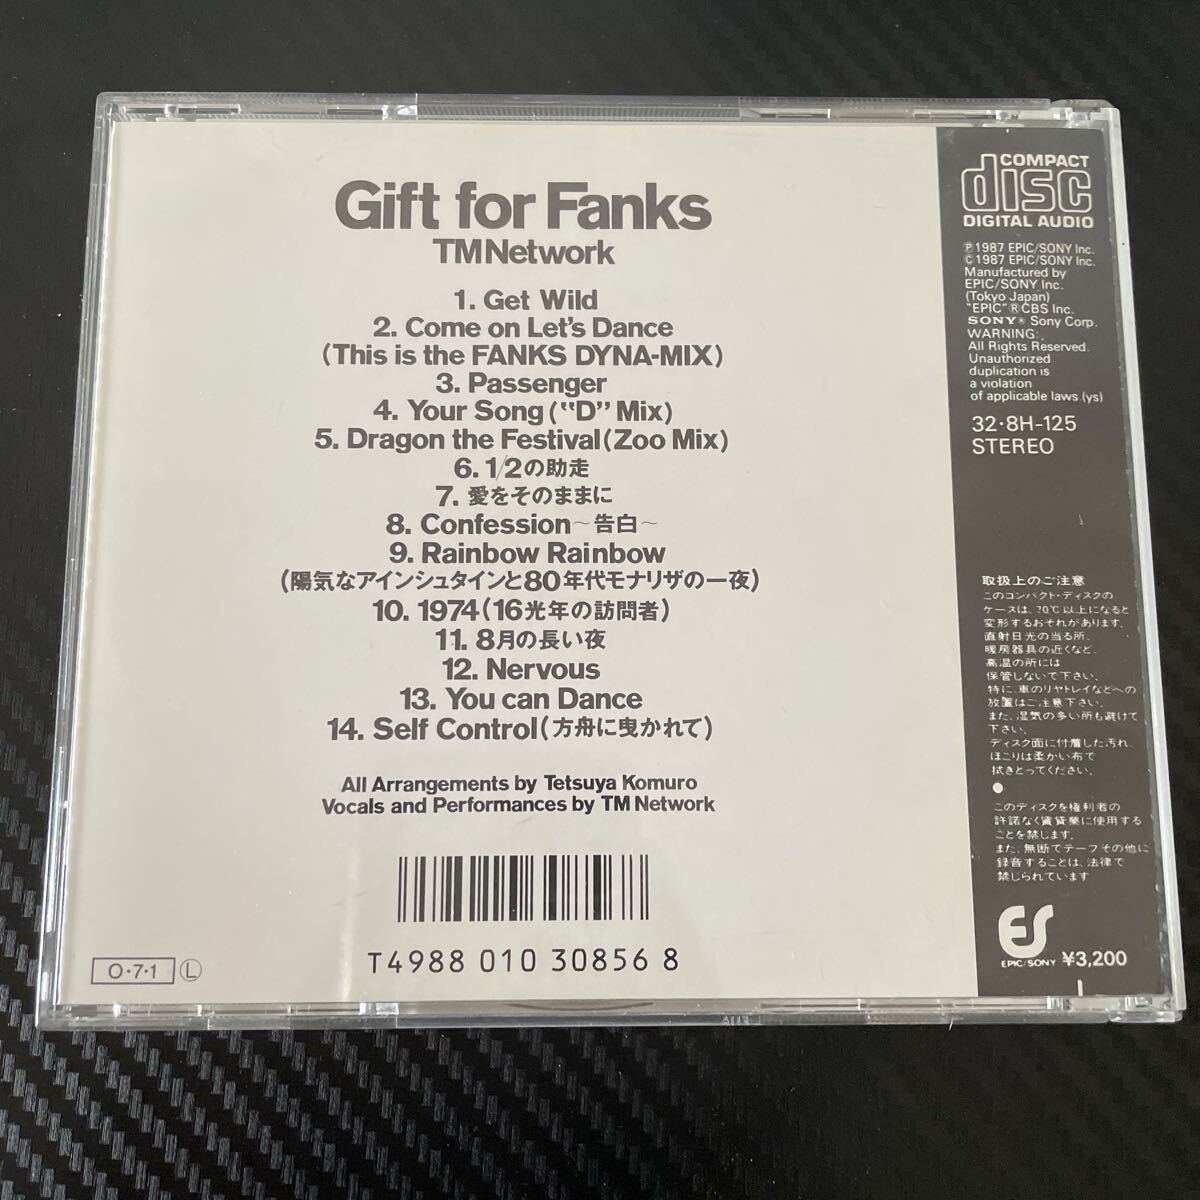 Gift for Fanks
TMNetwork
1. Get Wild
2. Come on Let's Dance
(This is the FANKS DYNA-MIX)
3. Passenger
4. Your Song ("D" Mix)
5. Dragon the Festival (Zoo Mix)
6. 1/2の助走
7. 愛をそのままに
8. Confession～告白～
9. Rainbow Rainbow
(陽気なアインシュタインと80年代モナリザの一夜)
10. 1974 (16光年の訪問者)
11. 8月の長い夜
12. Nervous
13. You can Dance
14. Self Control (方舟に曳かれて)
All Arrangements by Tetsuya Komuro
Vocals and Performances by TM Network
T4988 010 30856 8
O・7・1 Ⓛ
COMPACT
disc
DIGITAL AUDIO
Ⓟ1987 EPIC/SONY Inc.
©1987 EPIC/SONY Inc.
Manufactured by
EPIC/SONY Inc.
(Tokyo Japan)
"EPIC"®CBS Inc.
SONY® Sony Corp.
WARNING:
All Rights Reserved.
Unauthorized
duplication is
a violation
of applicable laws.(ys)
32・8H-125
STEREO
取扱上のご注意
このコンパクト・ディスクの
ケースは、70℃以上になると
変形するおそれがあります。
直射日光の当る所、
暖房器具の近くなど、
高温の所には
保管しないで下さい。
特に、車のリヤトレイなどへの
放置はご注意下さい。
また、湿気の多い所も避けて
下さい。
ディスク面に付着した汚れ、
ほこりは柔かい布で
拭きとってください。
●
このディスクを権利者の
許諾なく賃貸業に使用する
ことを禁じます。
また、無断でテープその他に
録音することは、法律で
禁じられています
ES
EPIC/SONY ¥3,200